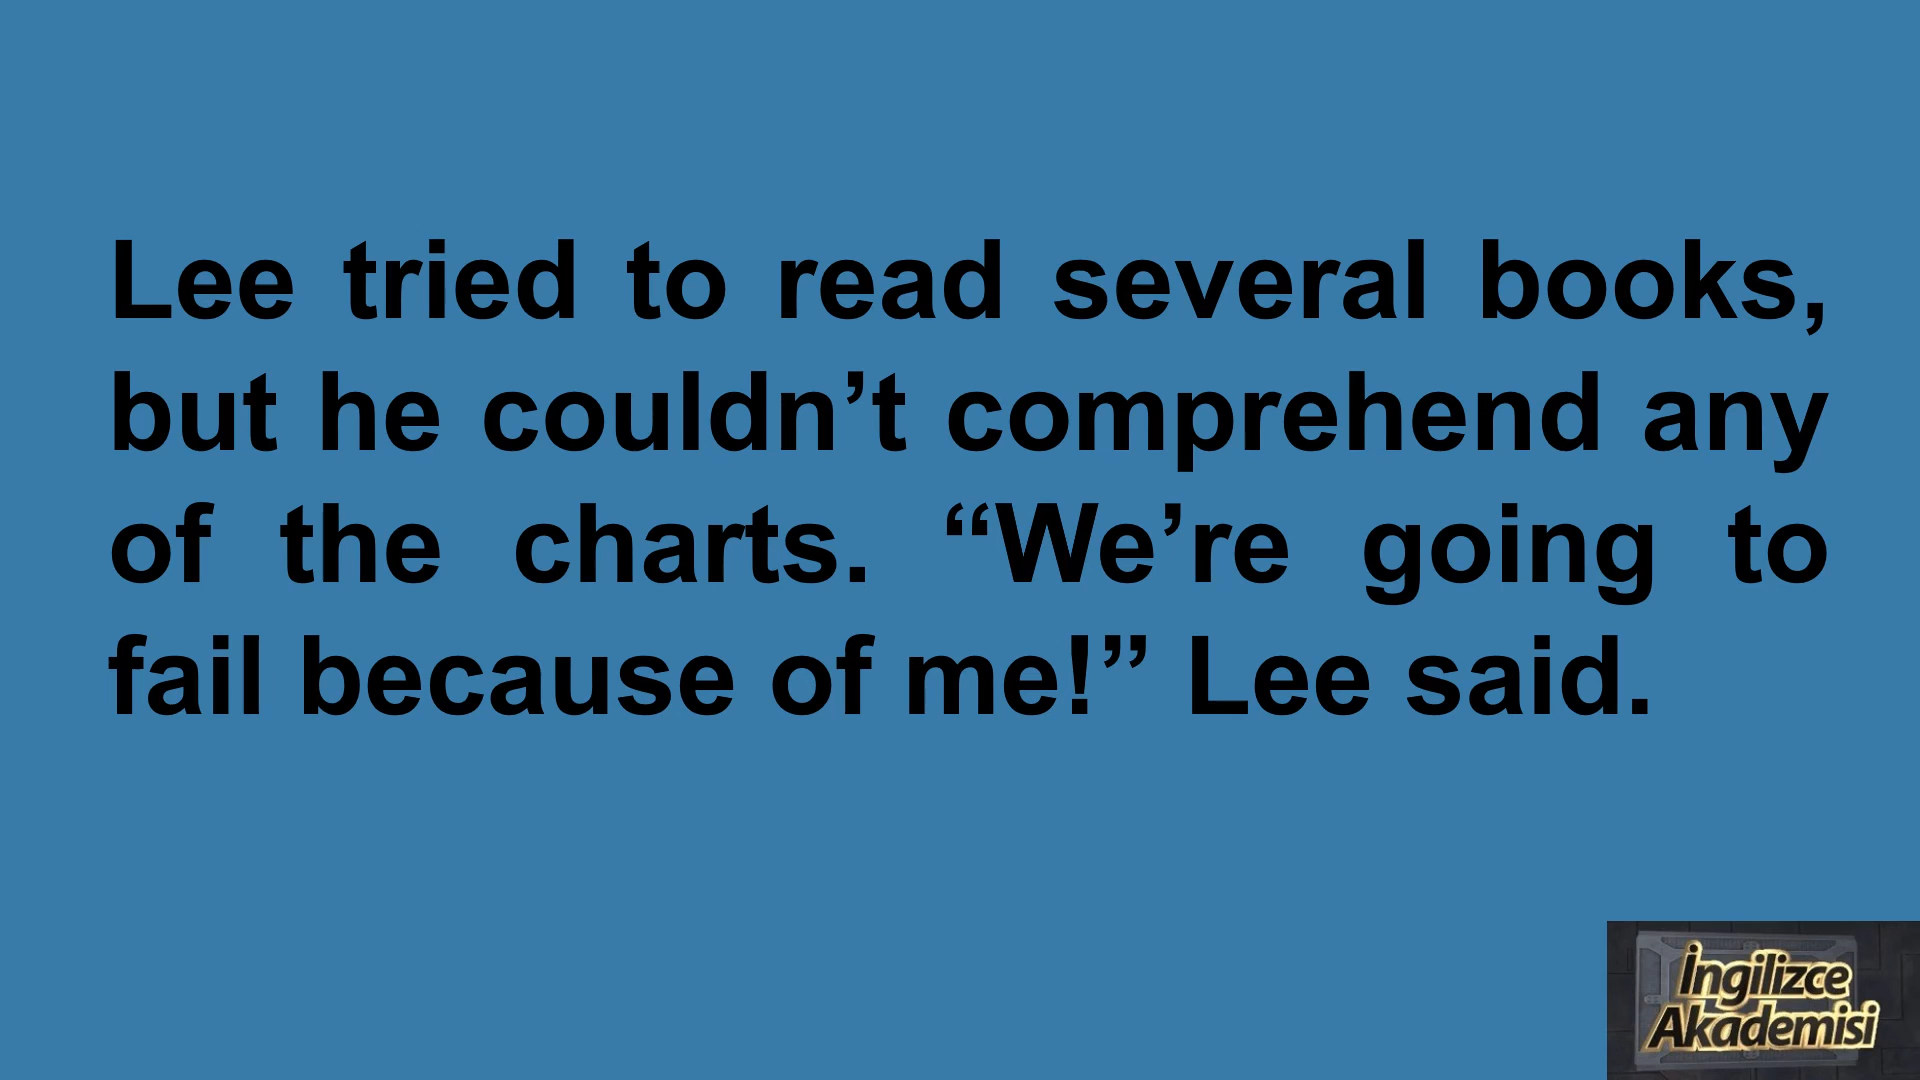 Lee tried to read several books,
but he couldn’t comprehend any
of the charts. “We’re going to
fail because of me!” Lee said.
İngilizce
Akademisi